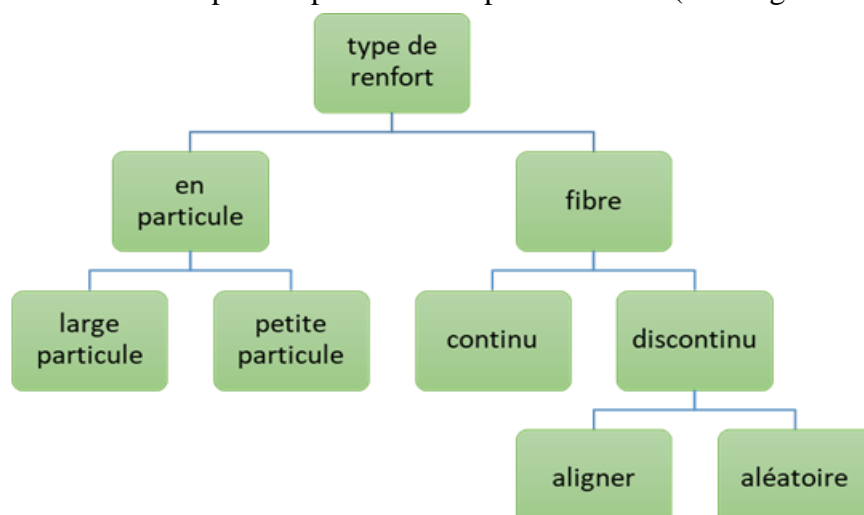 type de
renfort
en
particule
fibre
large
particule
petite
particule
continu
discontinu
aligner
aléatoire